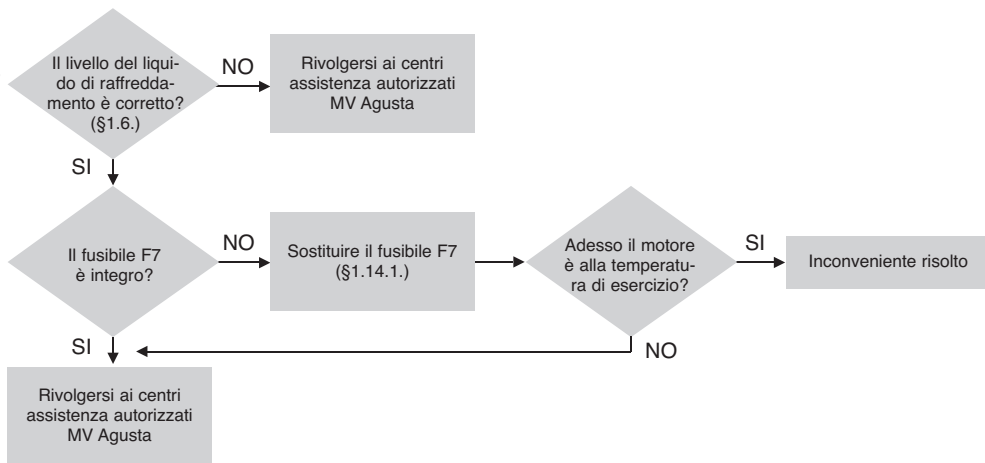 Il livello del liqui-
do di raffredda-
mento è corretto?
(§1.6.)
NO
Rivolgersi ai centri
assistenza autorizzati
MV Agusta
SI
Il fusibile F7
è integro?
NO
Sostituire il fusibile F7
(§1.14.1.)
Adesso il motore
è alla temperatu-
ra di esercizio?
SI
Inconveniente risolto
SI
NO
Rivolgersi ai centri
assistenza autorizzati
MV Agusta